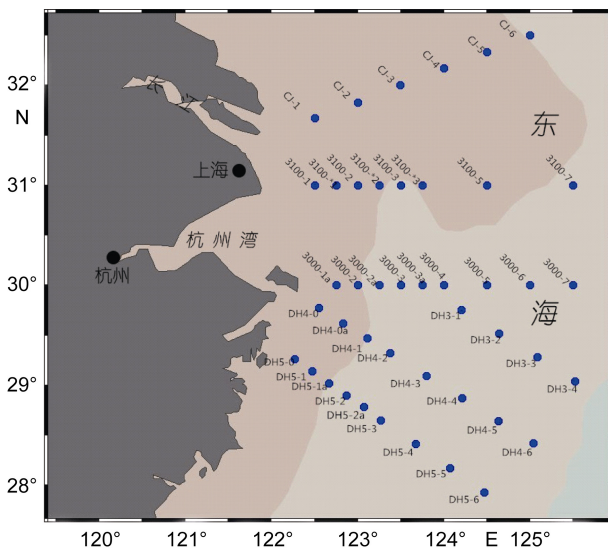 CJ-6
CJ-5
CJ-4
CJ-3
CJ-2
CJ-1
32°
N
长 江
东
上海
3100-1
3100-*1
3100-2
3100-*2
3100-3
3100-*3
3100-5
3100-7
31°
杭 州 湾
杭州
30°
3000-1a
3000-2
3000-2a
3000-3
3000-3a
3000-4
3000-5
3000-6
3000-7
海
DH4-0
DH4-0a
DH4-1
DH4-2
DH4-3
DH4-4
DH4-5
DH4-6
DH3-1
DH3-2
DH3-3
DH3-4
29°
DH5-0
DH5-1
DH5-1a
DH5-2
DH5-2a
DH5-3
DH5-4
DH5-5
DH5-6
28°
120° 121° 122° 123° 124° E 125°